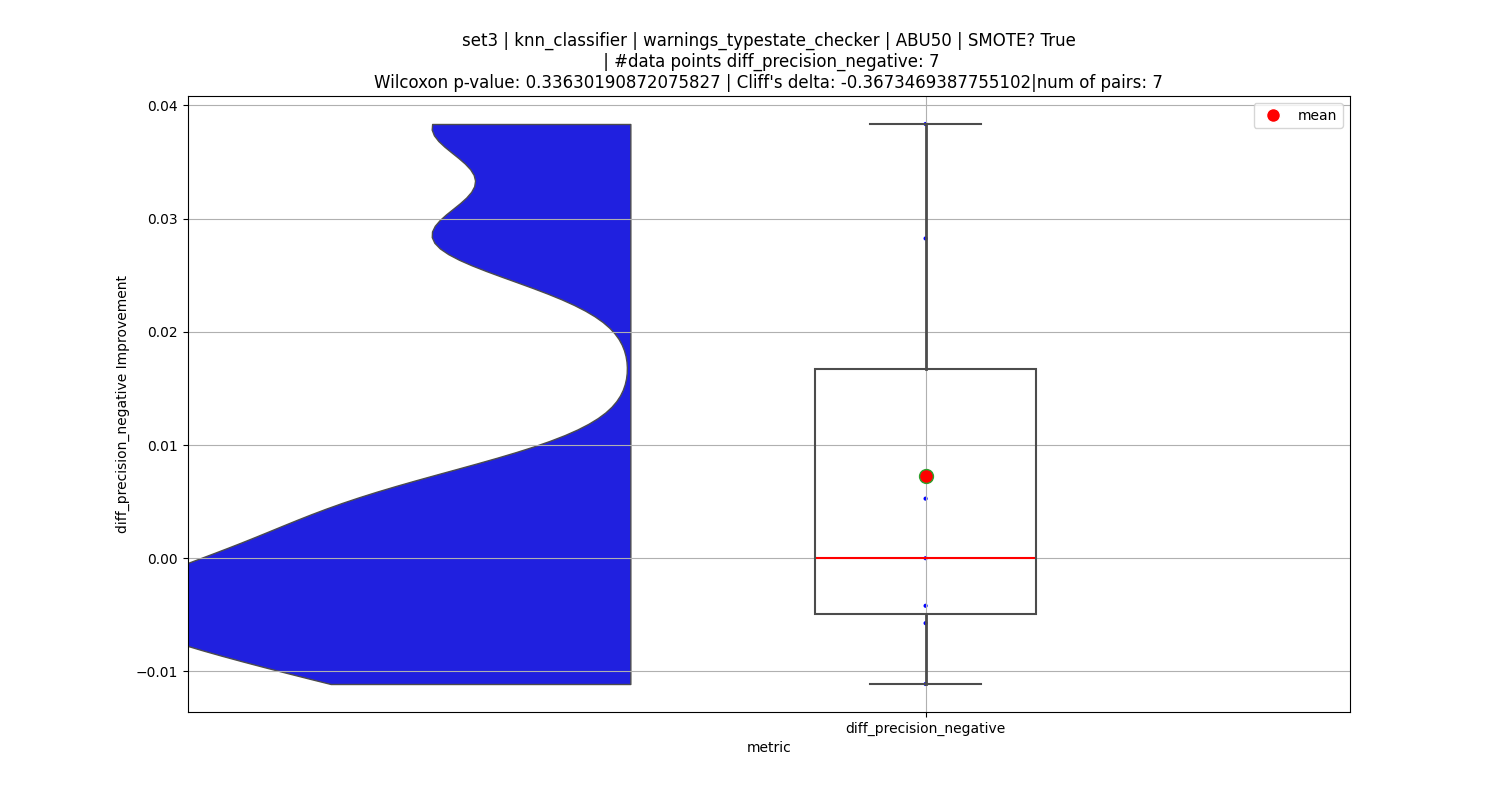 set3 | knn_classifier | warnings_typestate_checker | ABU50 | SMOTE? True
| #data points diff_precision_negative: 7
Wilcoxon p-value: 0.33630190872075827 | Cliff's delta: -0.3673469387755102|num of pairs: 7
mean
0.04
0.03
0.02
0.01
0.00
−0.01
diff_precision_negative Improvement
diff_precision_negative
metric